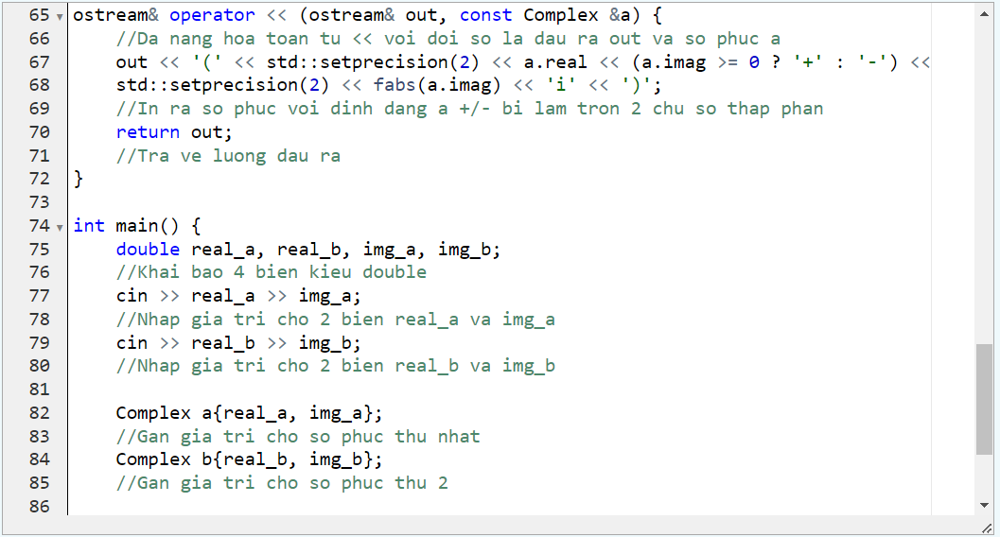 65 ostream& operator << (ostream& out, const Complex &a) {
66     //Da nang hoa toan tu << voi doi so la dau ra out va so phuc a
67     out << '(' << std::setprecision(2) << a.real << (a.imag >= 0 ? '+' : '-') <<
68     std::setprecision(2) << fabs(a.imag) << 'i' << ')';
69     //In ra so phuc voi dinh dang a +/- bi lam tron 2 chu so thap phan
70     return out;
71     //Tra ve luong dau ra
72 }
73
74 int main() {
75     double real_a, real_b, img_a, img_b;
76     //Khai bao 4 bien kieu double
77     cin >> real_a >> img_a;
78     //Nhap gia tri cho 2 bien real_a va img_a
79     cin >> real_b >> img_b;
80     //Nhap gia tri cho 2 bien real_b va img_b
81
82     Complex a{real_a, img_a};
83     //Gan gia tri cho so phuc thu nhat
84     Complex b{real_b, img_b};
85     //Gan gia tri cho so phuc thu 2
86